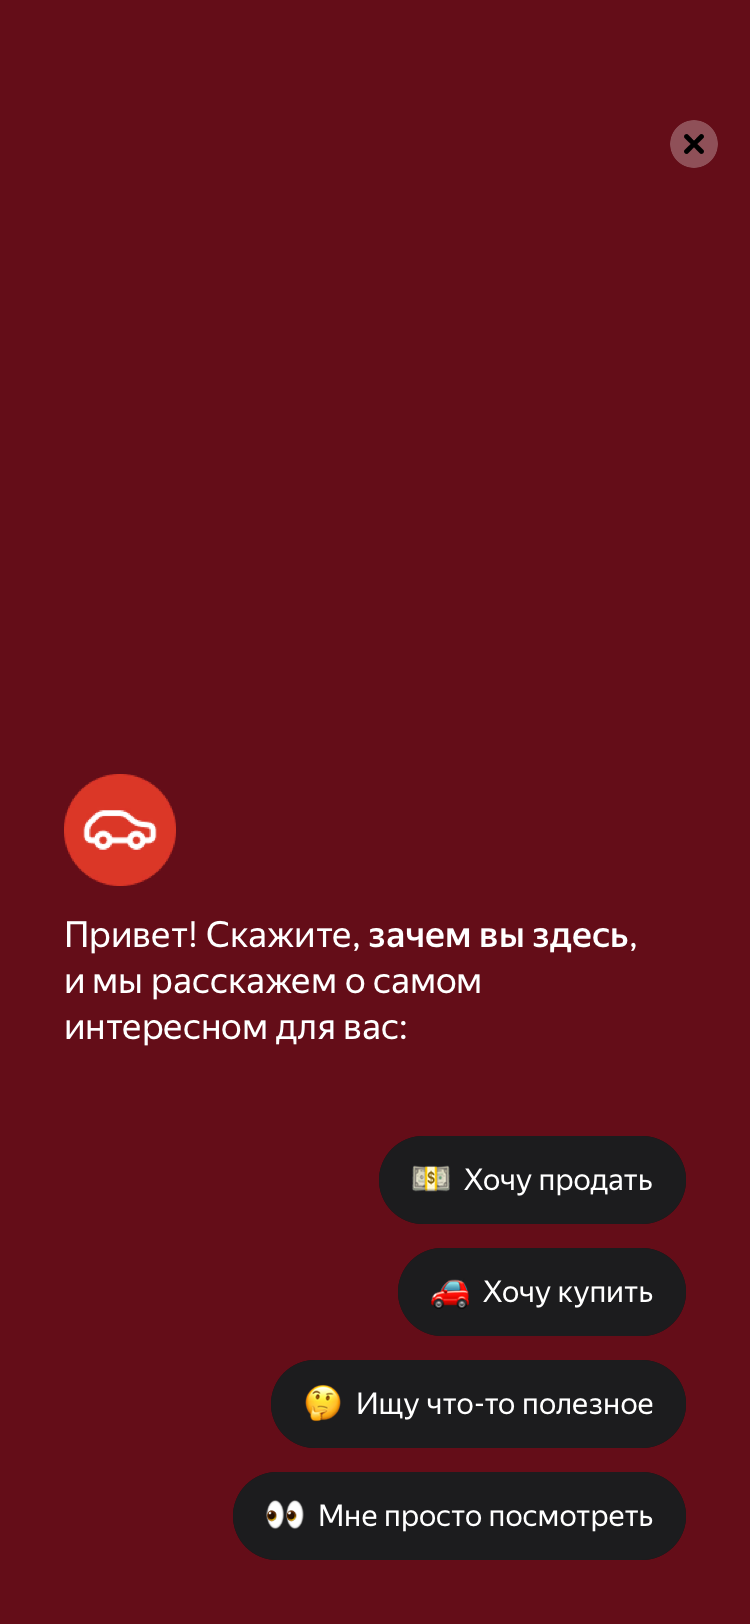 Привет! Скажите, зачем вы здесь,
и мы расскажем о самом
интересном для вас:
Хочу продать
Хочу купить
Ищу что-то полезное
Мне просто посмотреть